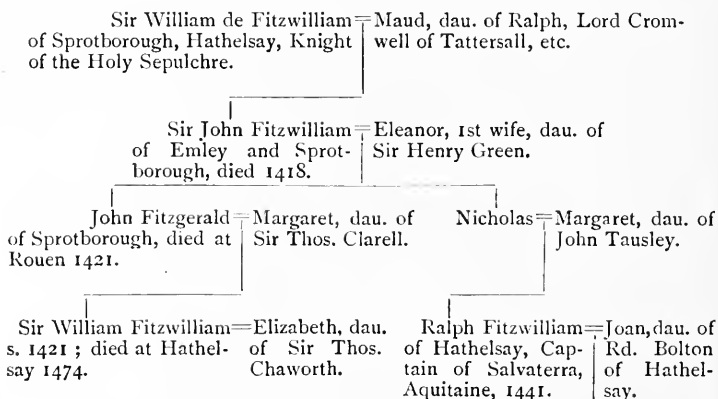 Sir William de Fitzwilliam = Maud, dau. of Ralph, Lord Crom-
of Sprotborough, Hathelsay, Knight well of Tattersall, etc.
of the Holy Sepulchre.
Sir John Fitzwilliam = Eleanor, 1st wife, dau. of
of Emley and Sprot- Sir Henry Green.
borough, died 1418.
John Fitzgerald = Margaret, dau. of
of Sprotborough, died at Sir Thos. Clarell.
Rouen 1421.
Nicholas = Margaret, dau. of
John Tausley.
Sir William Fitzwilliam = Elizabeth, dau.
s. 1421 ; died at Hathel- of Sir Thos.
say 1474. Chaworth.
Ralph Fitzwilliam = Joan, dau. of
of Hathelsay, Cap- Rd. Bolton
tain of Salvaterra, of Hathel-
Aquitaine, 1441. say.